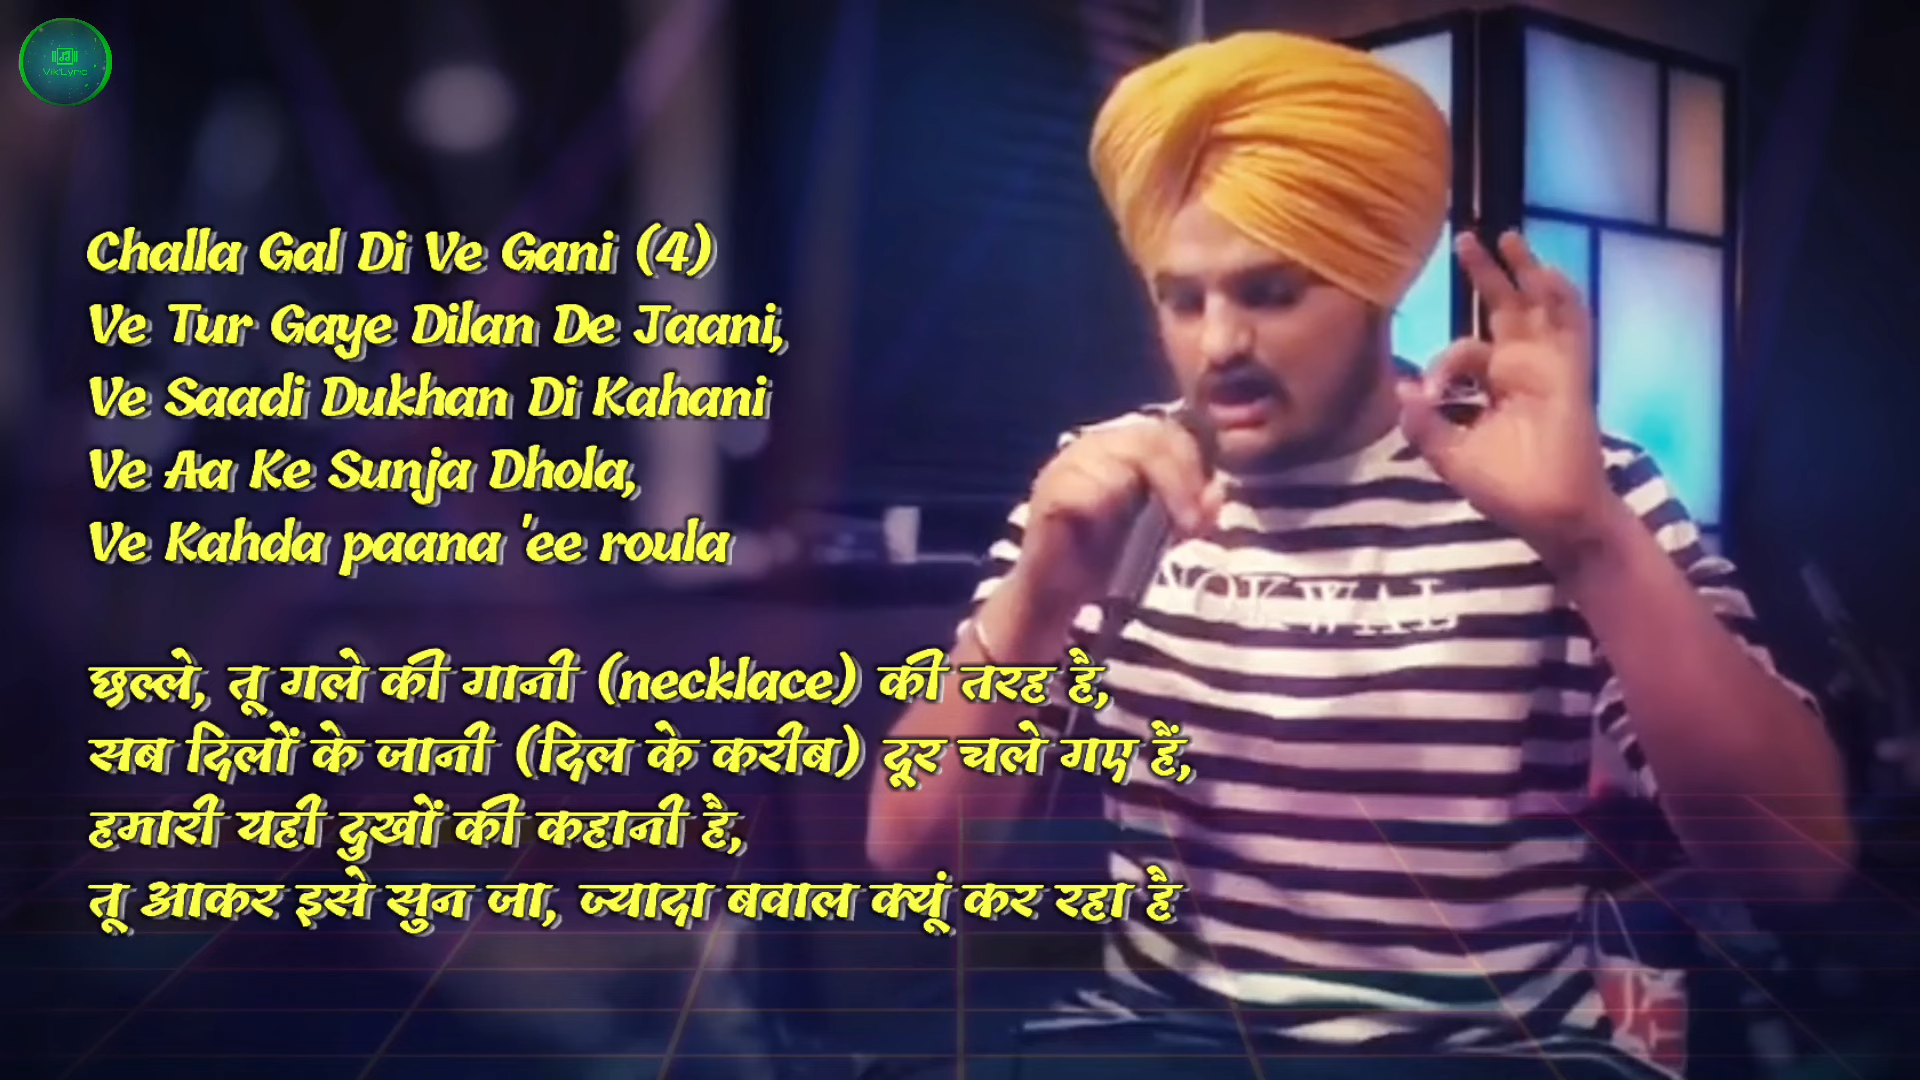 Vik'Lyric
Challa Gal Di Ve Gani (4)
Ve Tur Gaye Dilan De Jaani,
Ve Saadi Dukhan Di Kahani
Ve Aa Ke Sunja Dhola,
Ve Kahda paana 'ee roula
छल्ले, तू गले की गानी (necklace) की तरह है,
सब दिलों के जानी (दिल के करीब) दूर चले गए हैं,
हमारी यही दुखों की कहानी है,
तू आकर इसे सुन जा, ज्यादा बवाल क्यूं कर रहा है